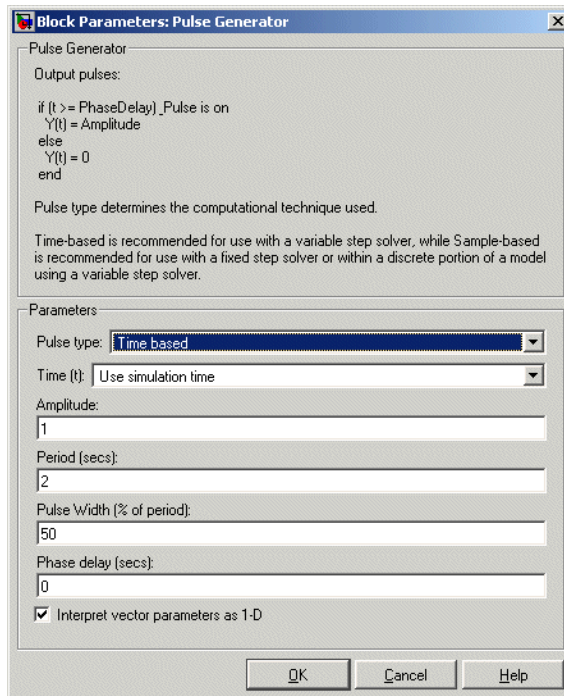 Block Parameters: Pulse Generator
Pulse Generator
Output pulses:
if (t >= PhaseDelay) _Pulse is on
Y(t) = Amplitude
else
Y(t) = 0
end
Pulse type determines the computational technique used.
Time-based is recommended for use with a variable step solver, while Sample-based
is recommended for use with a fixed step solver or within a discrete portion of a model
using a variable step solver.
Parameters
Pulse type: Time based
Time (t): Use simulation time
Amplitude:
1
Period (secs):
2
Pulse Width (% of period):
50
Phase delay (secs):
0
Interpret vector parameters as 1-D
OK Cancel Help